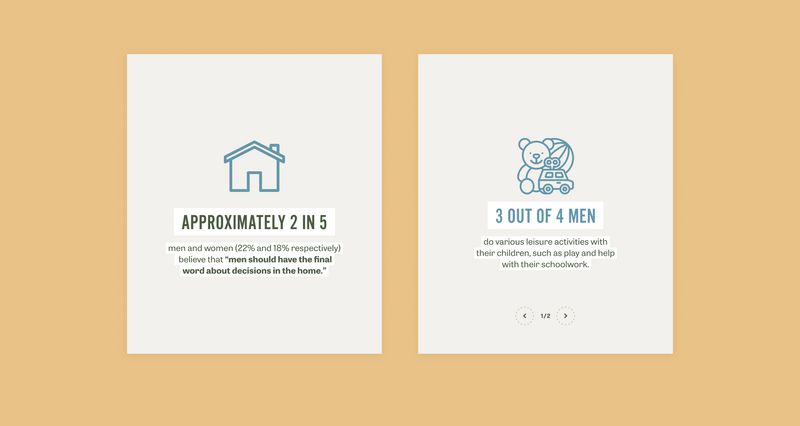 APPROXIMATELY 2 IN 5
men and women (22% and 18% respectively)
believe that "men should have the final
word about decisions in the home."
3 OUT OF 4 MEN
do various leisure activities with
their children, such as play and help
with their schoolwork.
1/2